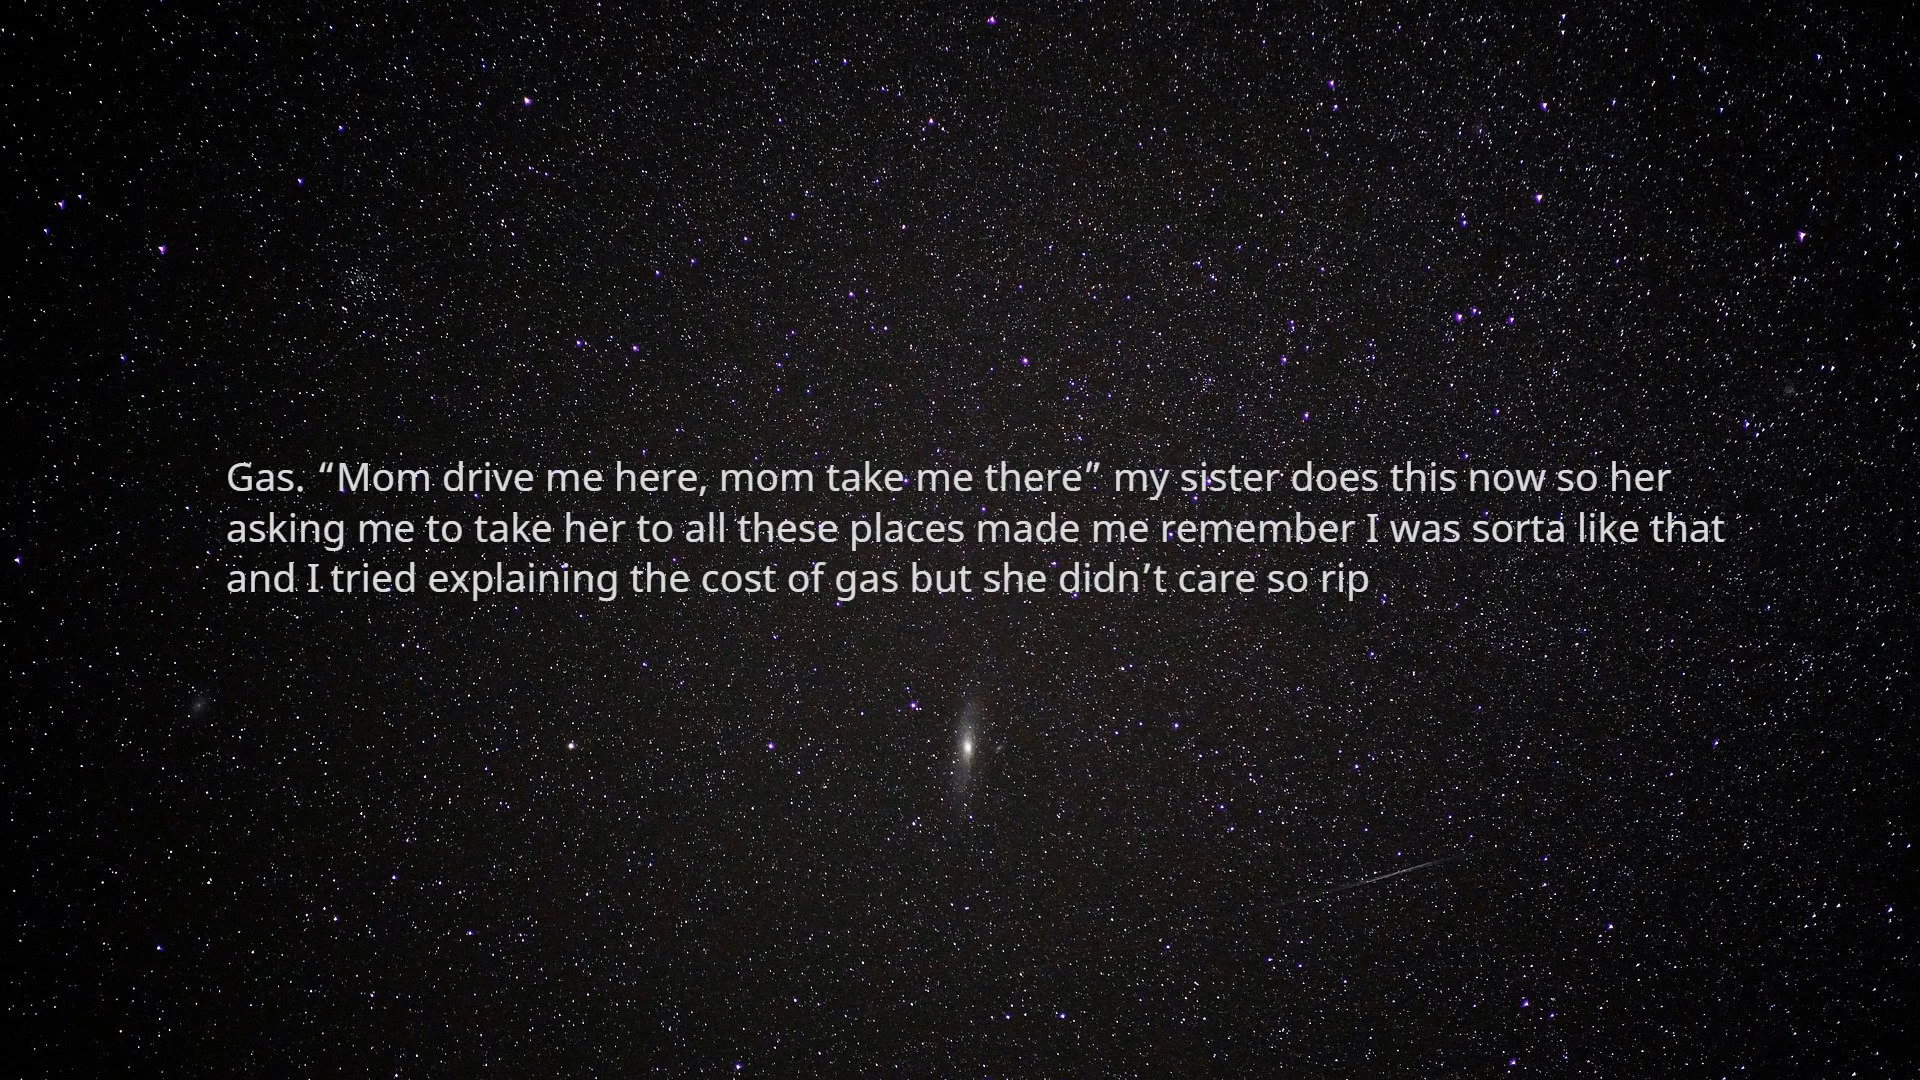 Gas. “Mom drive me here, mom take me there” my sister does this now so her
asking me to take her to all these places made me remember I was sorta like that
and I tried explaining the cost of gas but she didn’t care so rip